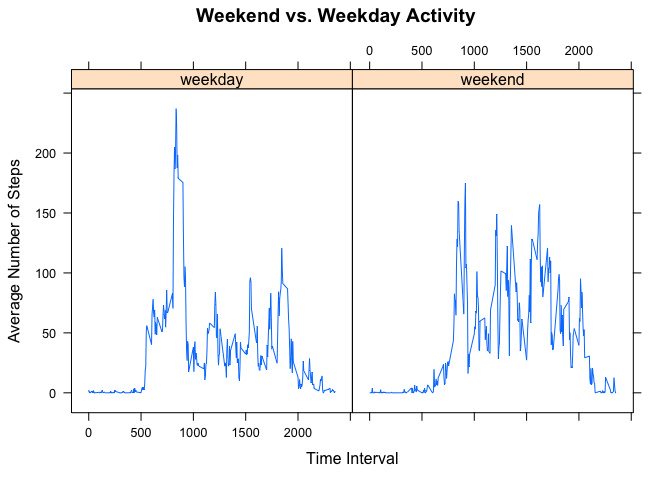 Weekend vs. Weekday Activity
0 500 1000 1500 2000
weekday weekend
200
150
100
50
0
Average Number of Steps
0 500 1000 1500 2000
Time Interval